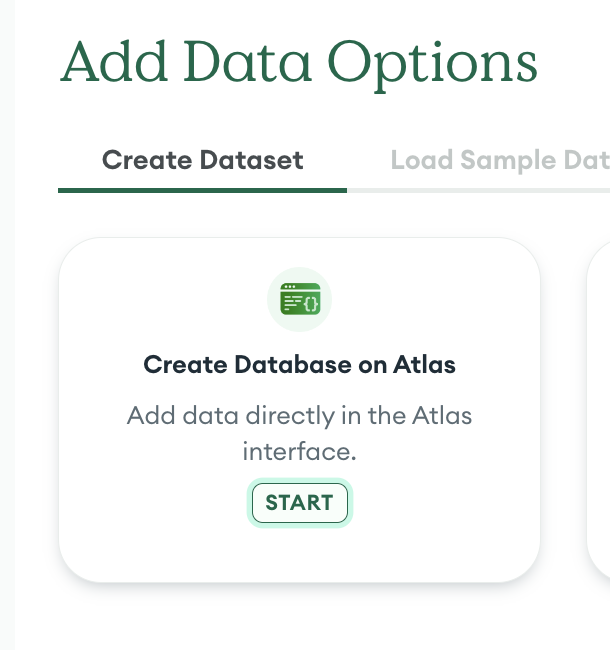 Add Data Options
Create Dataset
Load Sample Dat
{}
Create Database on Atlas
Add data directly in the Atlas
interface.
START